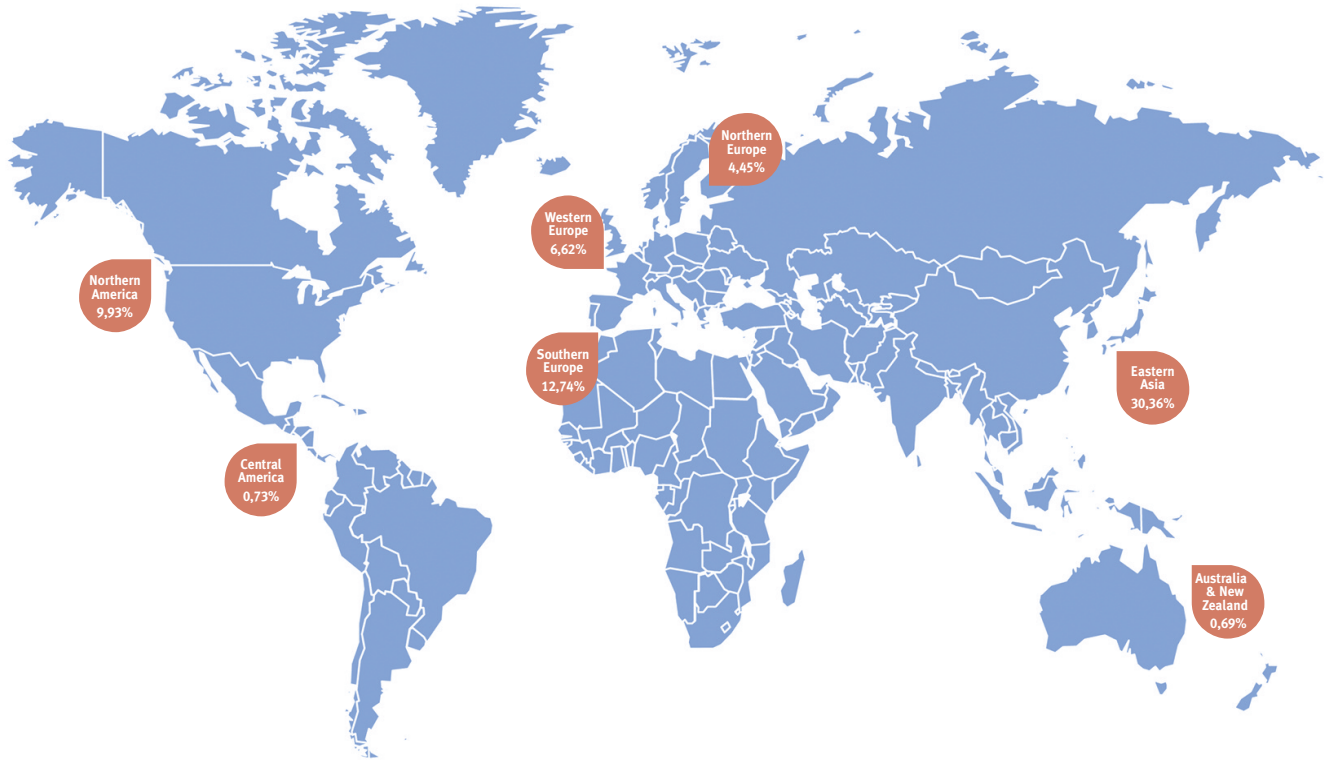 Northern
Europe
4,45%
Western
Europe
6,62%
Northern
America
9,93%
Southern
Europe
12,74%
Eastern
Asia
30,36%
Central
America
0,73%
Australia
& New
Zealand
0,69%